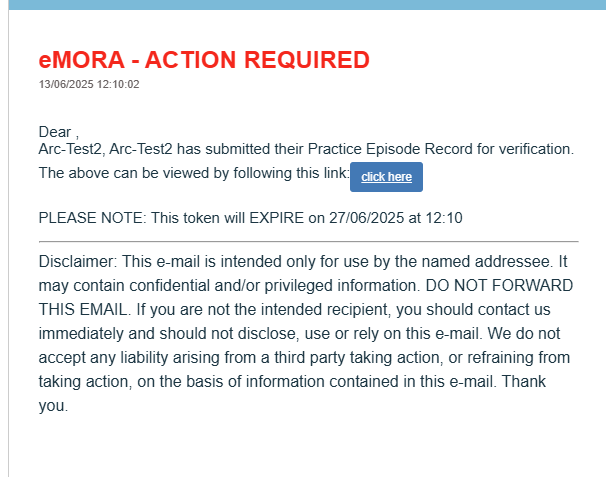 eMORA - ACTION REQUIRED
13/06/2025 12:10:02
Dear ,
Arc-Test2, Arc-Test2 has submitted their Practice Episode Record for verification.
The above can be viewed by following this link: click here
PLEASE NOTE: This token will EXPIRE on 27/06/2025 at 12:10
Disclaimer: This e-mail is intended only for use by the named addressee. It
may contain confidential and/or privileged information. DO NOT FORWARD
THIS EMAIL. If you are not the intended recipient, you should contact us
immediately and should not disclose, use or rely on this e-mail. We do not
accept any liability arising from a third party taking action, or refraining from
taking action, on the basis of information contained in this e-mail. Thank
you.